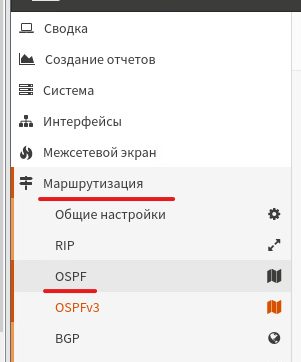 Сводка
Создание отчетов
Система
Интерфейсы
Межсетевой экран
Маршрутизация
Общие настройки
RIP
OSPF
OSPFv3
BGP